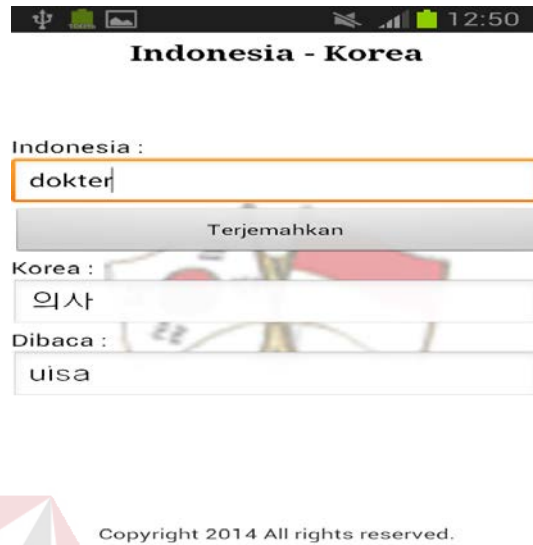 12:50
Indonesia - Korea
Indonesia :
dokter
Terjemahkan
Korea :
의사
Dibaca :
uisa
Copyright 2014 All rights reserved.